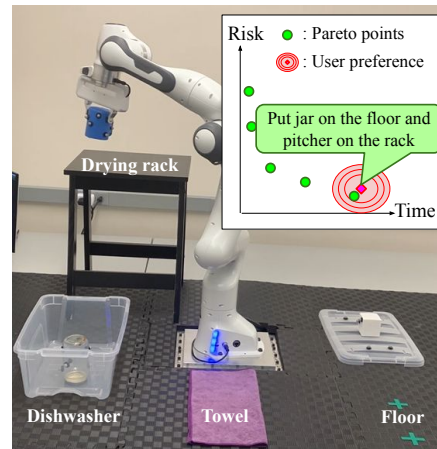 Risk
: Pareto points
: User preference
Put jar on the floor and
pitcher on the rack
Time
Drying rack
Dishwasher
Towel
Floor